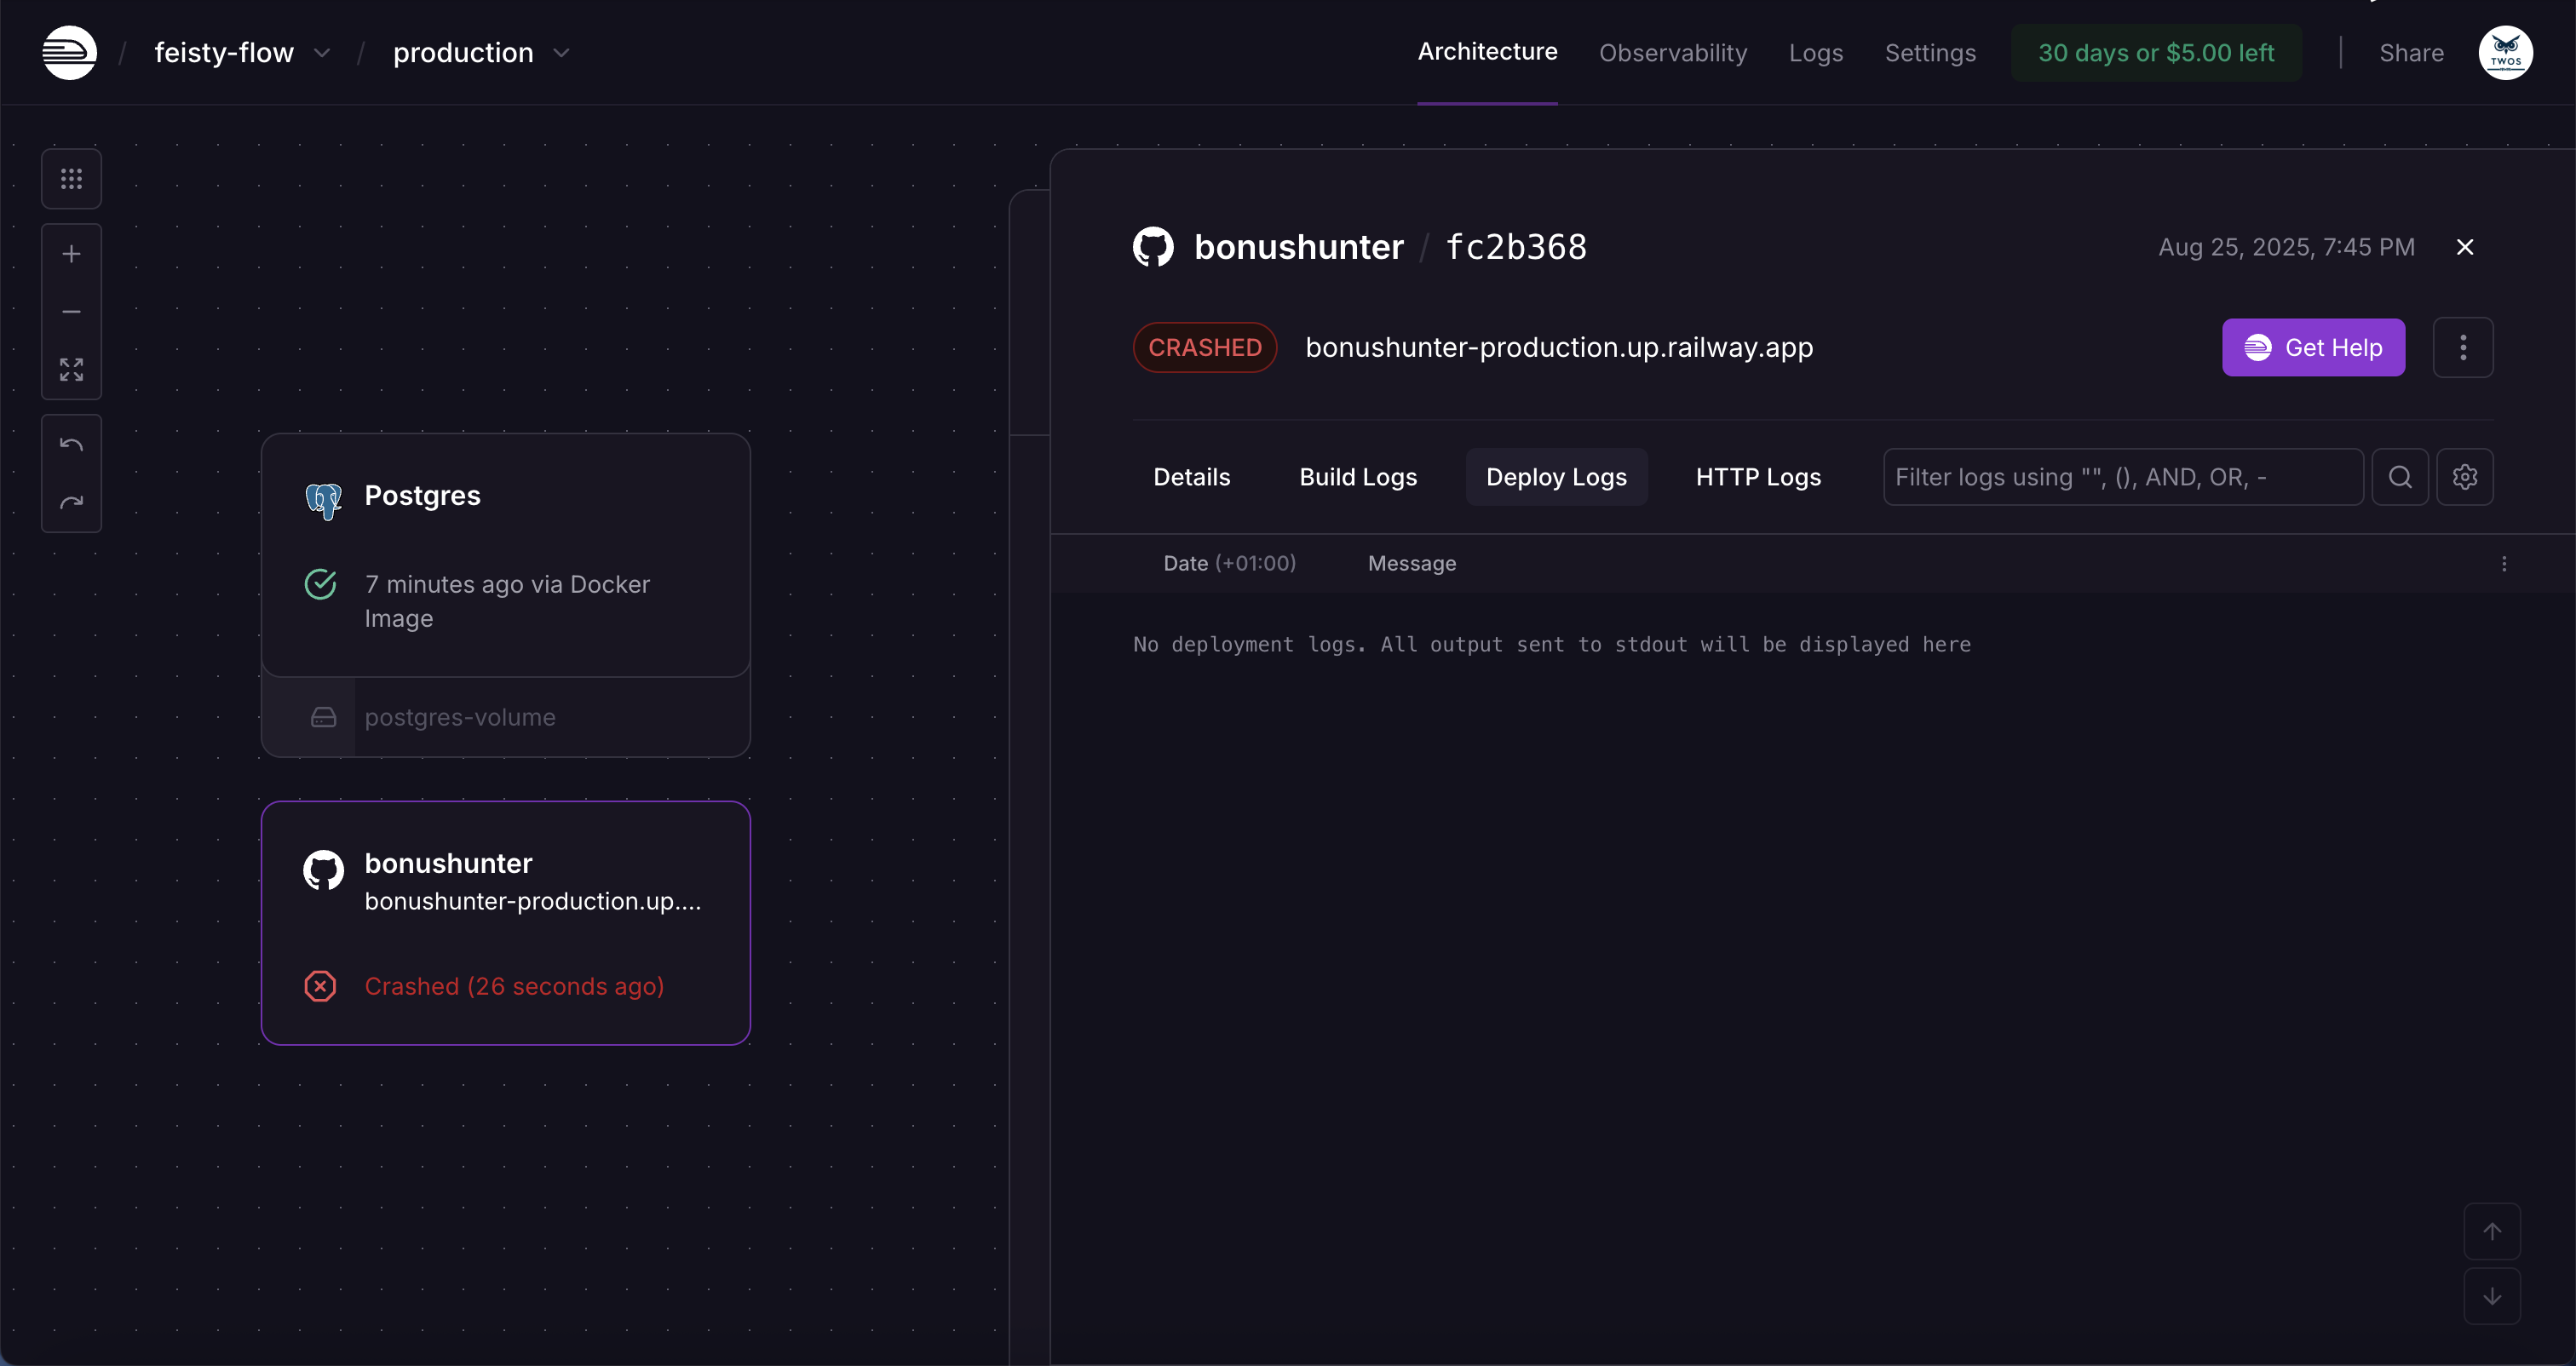 / feisty-flow / production
Architecture Observability Logs Settings 30 days or $5.00 left Share TWOS
bonushunter / fc2b368 Aug 25, 2025, 7:45 PM
CRASHED bonushunter-production.up.railway.app Get Help
Details Build Logs Deploy Logs HTTP Logs Filter logs using "", (), AND, OR, -
Date (+01:00) Message
No deployment logs. All output sent to stdout will be displayed here
Postgres
7 minutes ago via Docker
Image
postgres-volume
bonushunter
bonushunter-production.up....
Crashed (26 seconds ago)